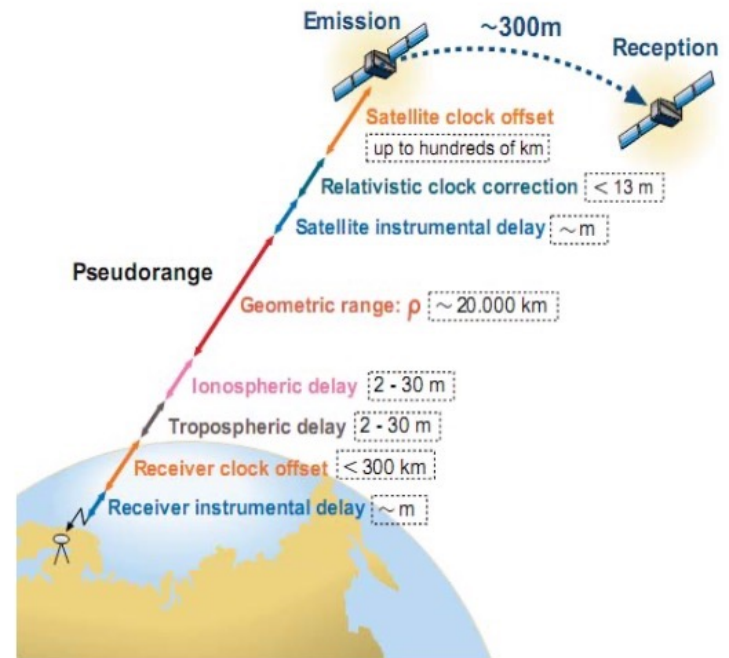 Emission
~300m
Reception
Satellite clock offset
up to hundreds of km
Relativistic clock correction < 13 m
Satellite instrumental delay ~m
Pseudorange
Geometric range: ρ ~20.000 km
Ionospheric delay 2 - 30 m
Tropospheric delay 2 - 30 m
Receiver clock offset <300 km
Receiver instrumental delay ~m